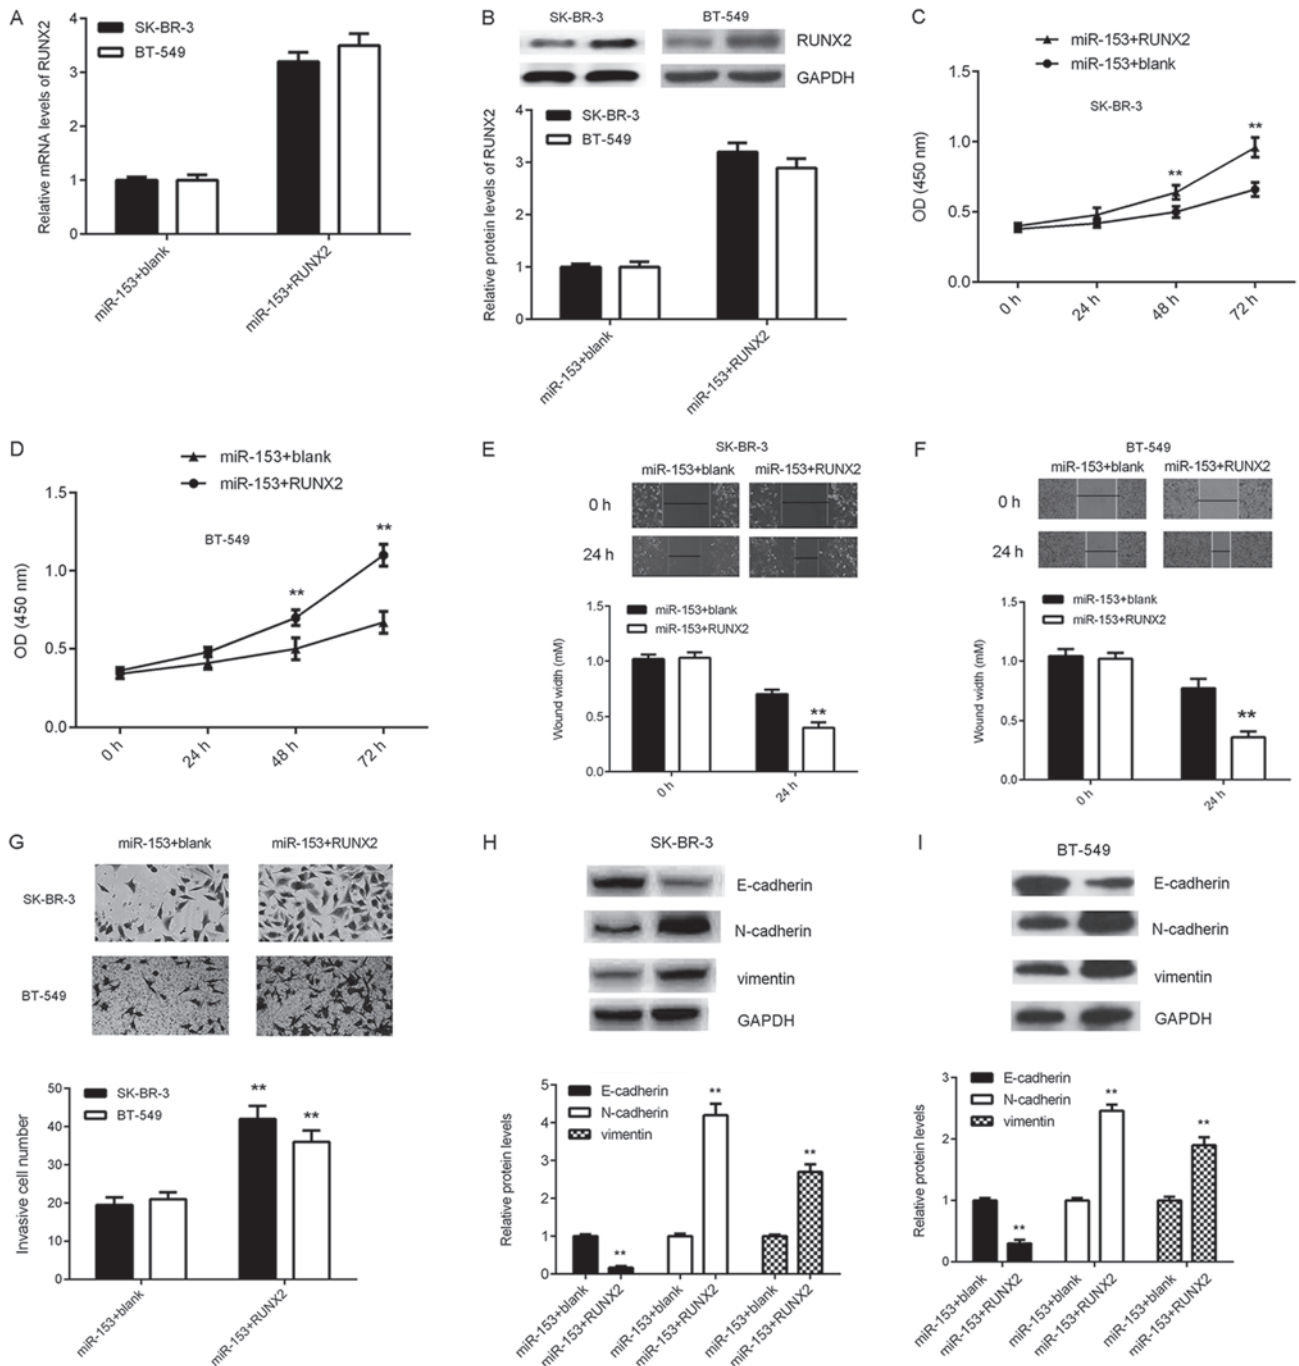 A
SK-BR-3
BT-549
Relative mRNA levels of RUNX2
4
3
2
1
0
miR-153+blank
miR-153+RUNX2
B
SK-BR-3
BT-549
RUNX2
GAPDH
SK-BR-3
BT-549
Relative protein levels of RUNX2
4
3
2
1
0
miR-153+blank
miR-153+RUNX2
C
miR-153+RUNX2
miR-153+blank
SK-BR-3
OD (450 nm)
1.5
1.0
0.5
0.0
**
**
0 h
24 h
48 h
72 h
D
miR-153+blank
miR-153+RUNX2
BT-549
OD (450 nm)
1.5
1.0
0.5
0.0
**
**
0 h
24 h
48 h
72 h
E
SK-BR-3
miR-153+blank
miR-153+RUNX2
0 h
24 h
miR-153+blank
miR-153+RUNX2
Wound width (mM)
1.5
1.0
0.5
0.0
**
0 h
24 h
F
BT-549
miR-153+blank
miR-153+RUNX2
0 h
24 h
miR-153+blank
miR-153+RUNX2
Wound width (mM)
1.5
1.0
0.5
0.0
**
0 h
24 h
G
miR-153+blank
miR-153+RUNX2
SK-BR-3
BT-549
SK-BR-3
BT-549
Invasive cell number
50
40
30
20
10
0
**
**
miR-153+blank
miR-153+RUNX2
H
SK-BR-3
E-cadherin
N-cadherin
vimentin
GAPDH
E-cadherin
N-cadherin
vimentin
Relative protein levels
5
4
3
2
1
0
**
**
**
miR-153+blank
miR-153+RUNX2
miR-153+blank
miR-153+RUNX2
miR-153+blank
miR-153+RUNX2
I
BT-549
E-cadherin
N-cadherin
vimentin
GAPDH
E-cadherin
N-cadherin
vimentin
Relative protein levels
3
2
1
0
**
**
**
miR-153+blank
miR-153+RUNX2
miR-153+blank
miR-153+RUNX2
miR-153+blank
miR-153+RUNX2